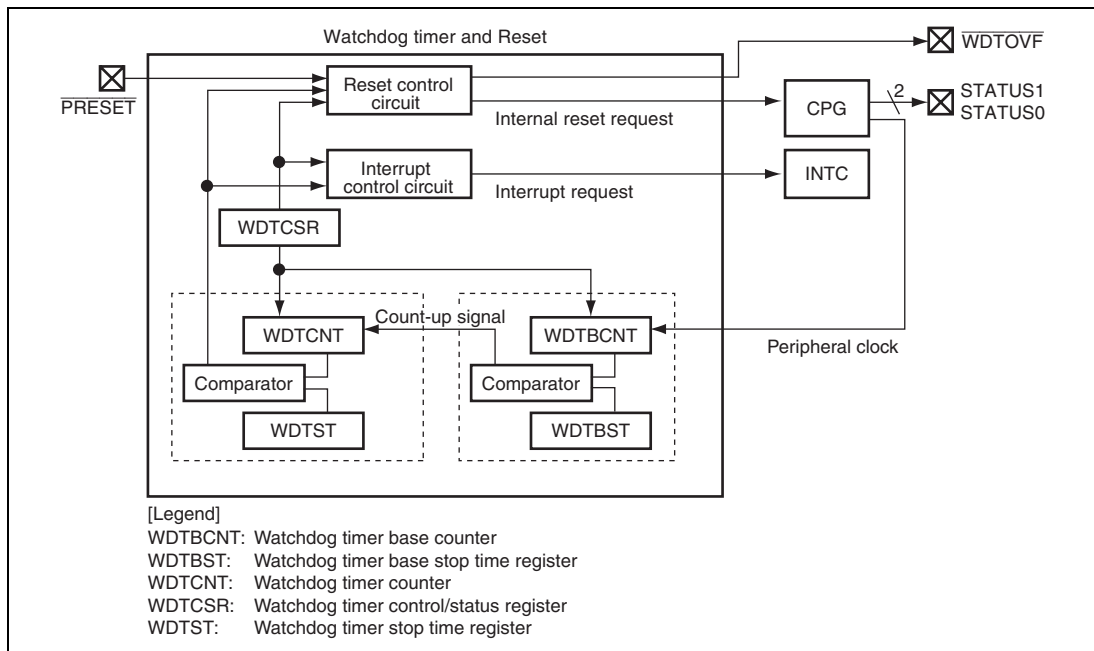 Watchdog timer and Reset
PRESET
Reset control
circuit
WDTOVF
Internal reset request
CPG
2
STATUS1
STATUS0
Interrupt
control circuit
Interrupt request
INTC
WDTCSR
WDTCNT
Count-up signal
WDTBCNT
Peripheral clock
Comparator
Comparator
WDTST
WDTBST
[Legend]
WDTBCNT: Watchdog timer base counter
WDTBST: Watchdog timer base stop time register
WDTCNT: Watchdog timer counter
WDTCSR: Watchdog timer control/status register
WDTST: Watchdog timer stop time register